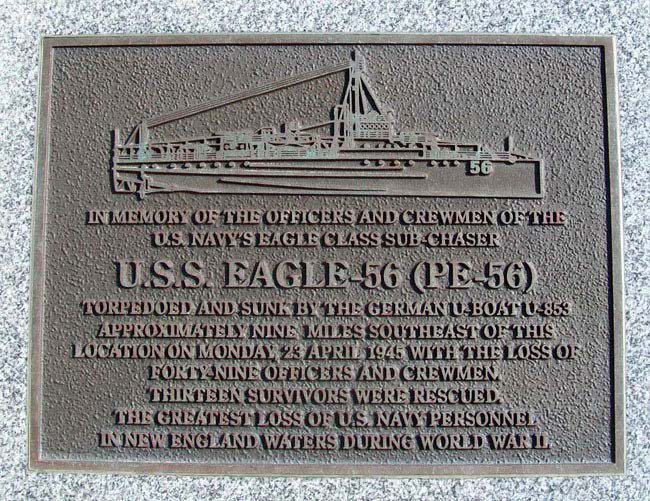 56
IN MEMORY OF THE OFFICERS AND CREWMEN OF THE
U.S. NAVY'S EAGLE CLASS SUB-CHASER
U.S.S. EAGLE-56 (PE-56)
TORPEDOED AND SUNK BY THE GERMAN U-BOAT U-853
APPROXIMATELY NINE MILES SOUTHEAST OF THIS
LOCATION ON MONDAY, 23 APRIL 1945 WITH THE LOSS OF
FORTY-NINE OFFICERS AND CREWMEN.
THIRTEEN SURVIVORS WERE RESCUED.
THE GREATEST LOSS OF U.S. NAVY PERSONNEL
IN NEW ENGLAND WATERS DURING WORLD WAR II.